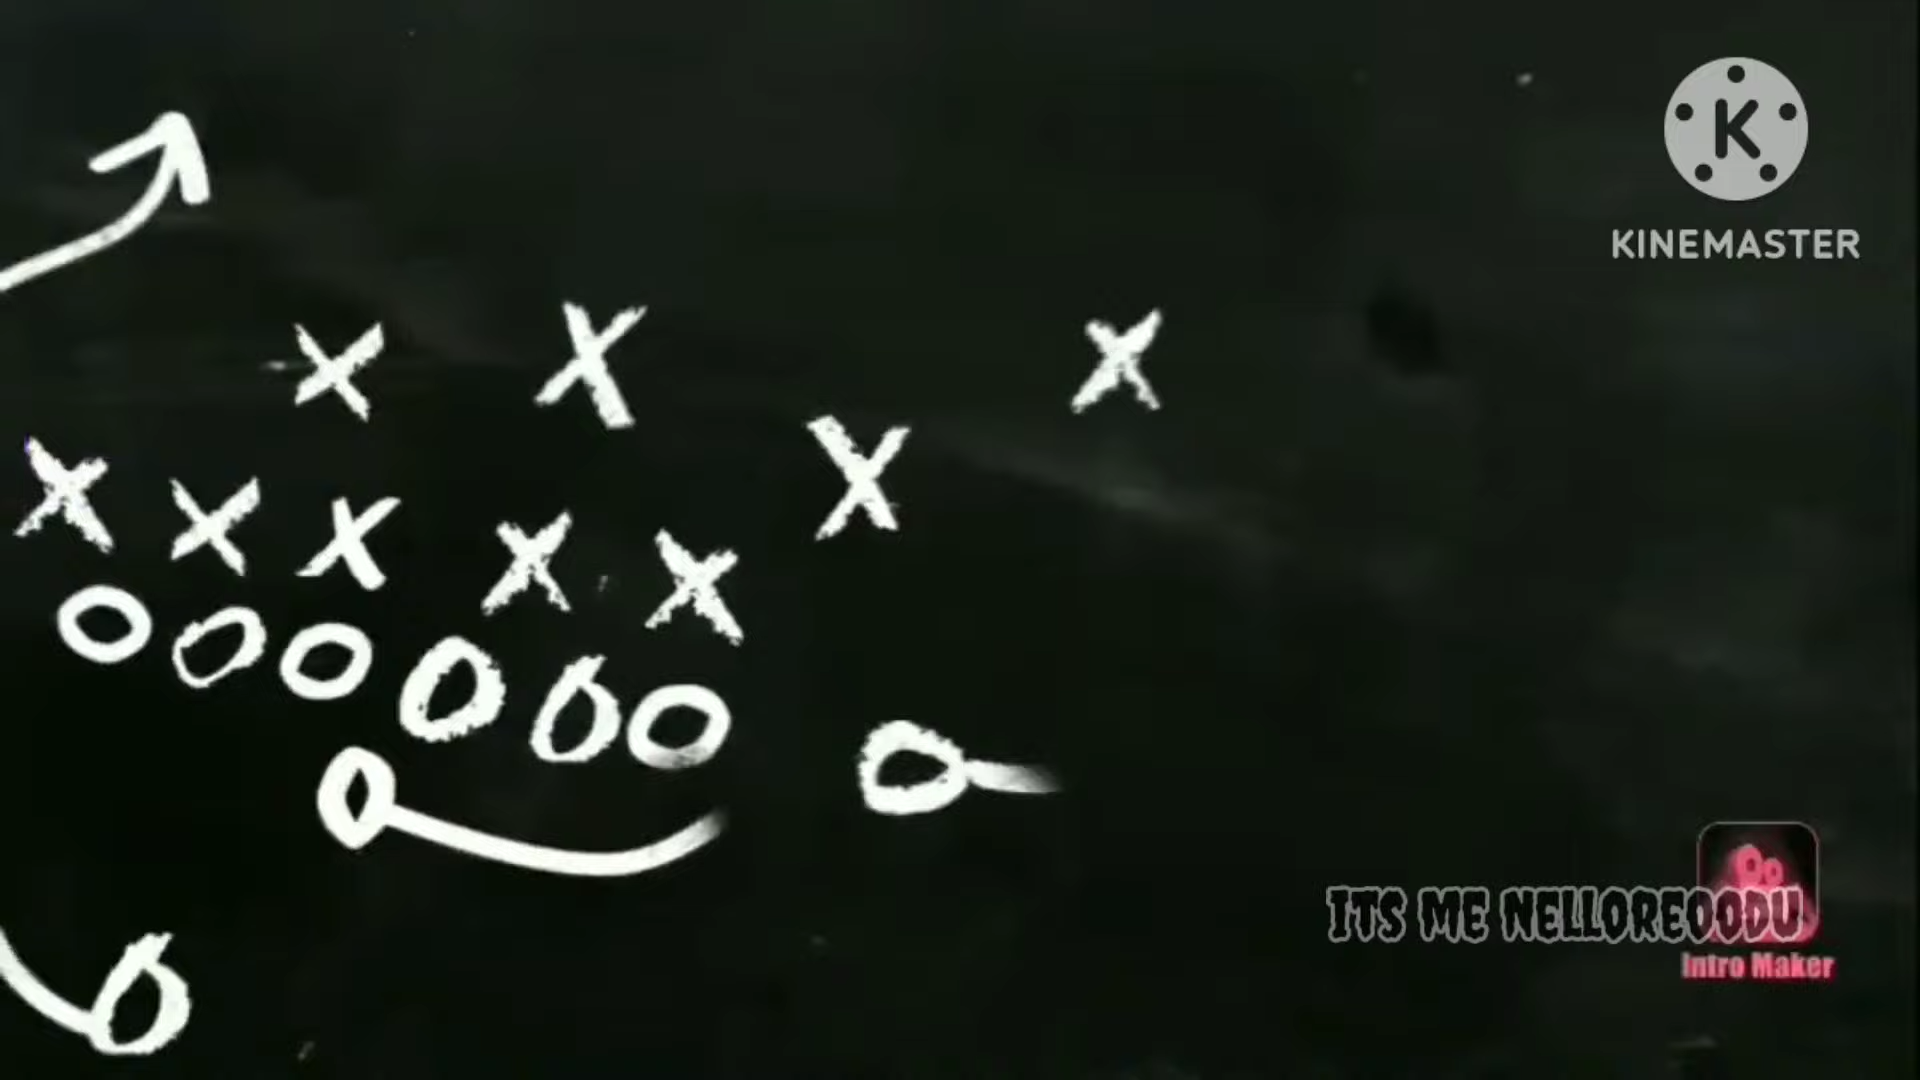 K
KINEMASTER
X X X
X
X X X X X
O O O O O O
O O
O
ITS ME NELLOREOODU
Intro Maker